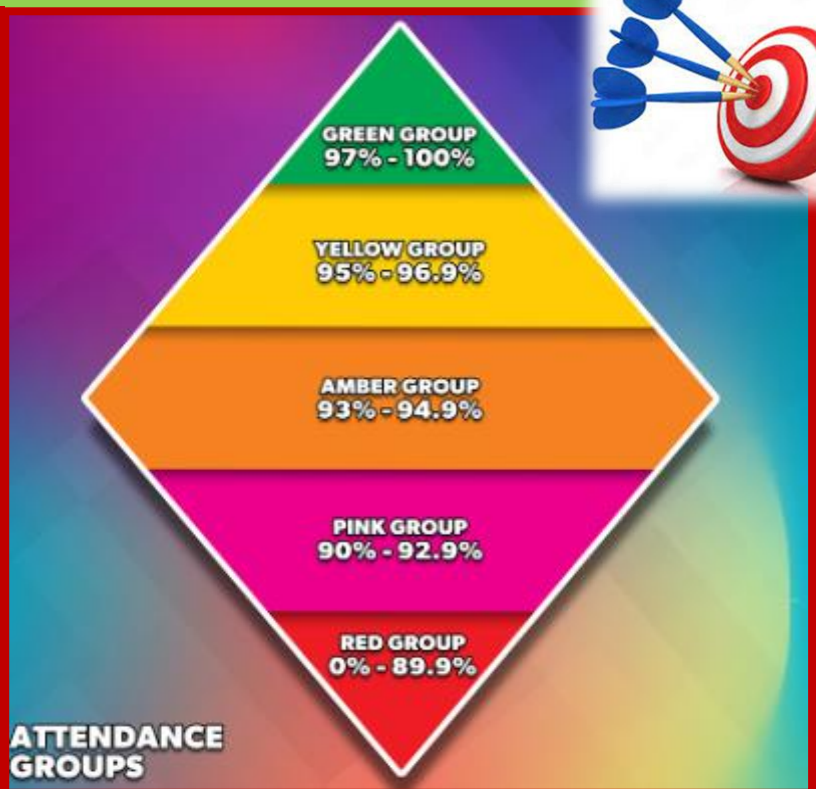 GREEN GROUP
97% - 100%
YELLOW GROUP
95% - 96.9%
AMBER GROUP
93% - 94.9%
PINK GROUP
90% - 92.9%
RED GROUP
0% - 89.9%
ATTENDANCE
GROUPS